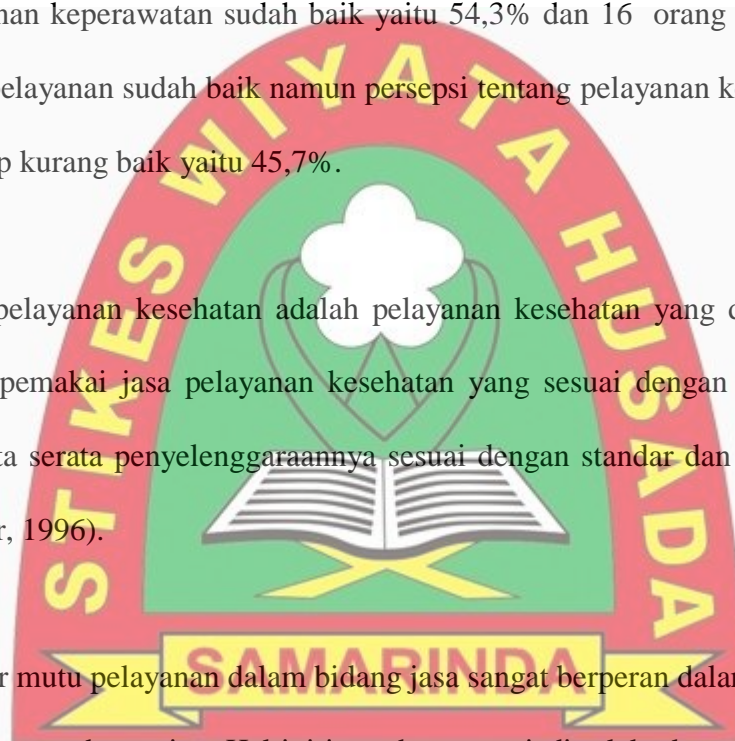 nan keperawatan sudah baik yaitu 54,3% dan 16 orang
pelayanan sudah baik namun persepsi tentang pelayanan k
p kurang baik yaitu 45,7%.
pelayanan kesehatan adalah pelayanan kesehatan yang d
pemakai jasa pelayanan kesehatan yang sesuai dengan
ta serata penyelenggaraannya sesuai dengan standar dan
r, 1996).
r mutu pelayanan dalam bidang jasa sangat berperan dalam
STIKES WIYATA HUSADA
SAMARINDA